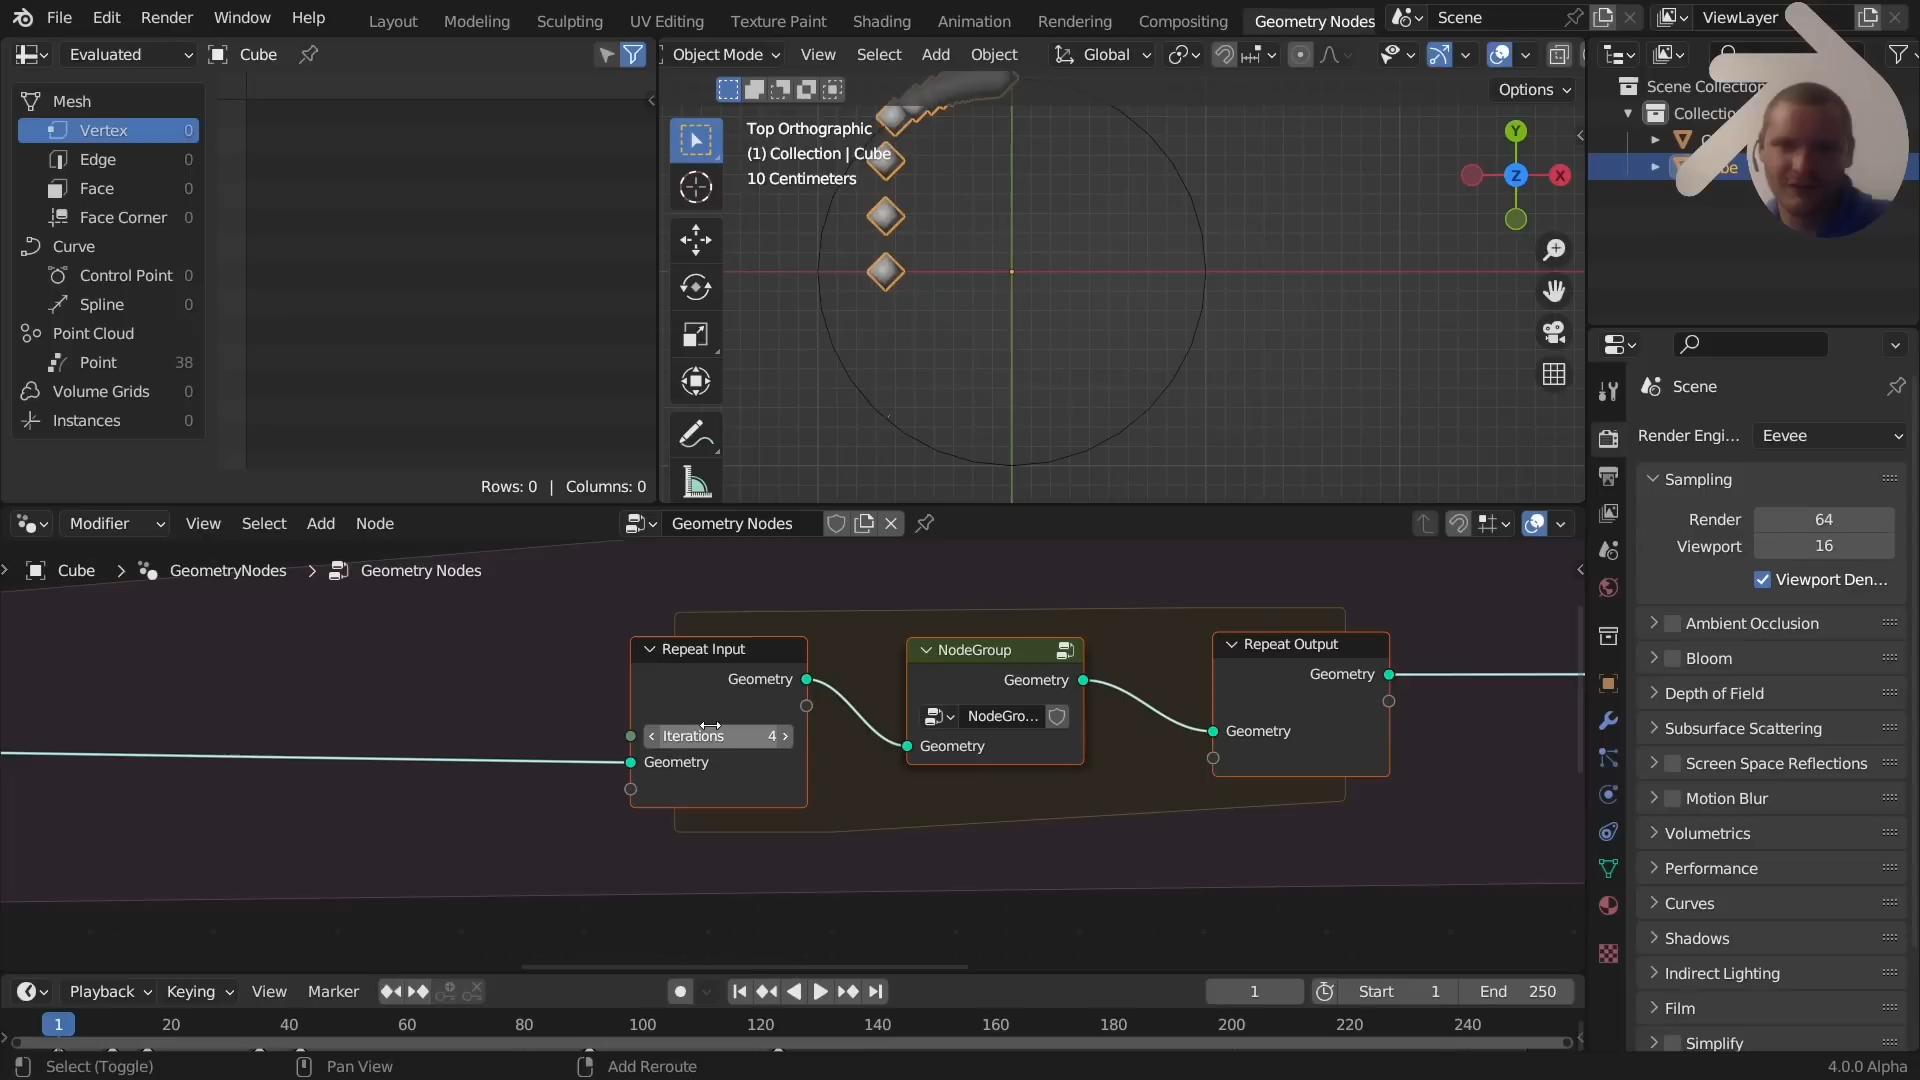 File Edit Render Window Help
Layout Modeling Sculpting UV Editing Texture Paint Shading Animation Rendering Compositing Geometry Nodes
Scene
ViewLayer
Evaluated
Cube
Object Mode View Select Add Object
Global
Options
Mesh
Vertex 0
Edge 0
Face 0
Face Corner 0
Curve
Control Point 0
Spline 0
Point Cloud
Point 38
Volume Grids 0
Instances 0
Rows: 0 | Columns: 0
Top Orthographic
(1) Collection | Cube
10 Centimeters
Y
X
Z
Scene Collection
Collectio
Scene
Render Engi... Eevee
Sampling
Render 64
Viewport 16
Viewport Den...
Ambient Occlusion
Bloom
Depth of Field
Subsurface Scattering
Screen Space Reflections
Motion Blur
Volumetrics
Performance
Curves
Shadows
Indirect Lighting
Film
Simplify
Modifier View Select Add Node
Geometry Nodes
Cube > GeometryNodes > Geometry Nodes
Repeat Input
Geometry
Iterations 4
Geometry
NodeGroup
Geometry
NodeGro...
Geometry
Repeat Output
Geometry
Geometry
Playback Keying View Marker
1
Start 1
End 250
1 20 40 60 80 100 120 140 160 180 200 220 240
Select (Toggle)
Pan View
Add Reroute
4.0.0 Alpha